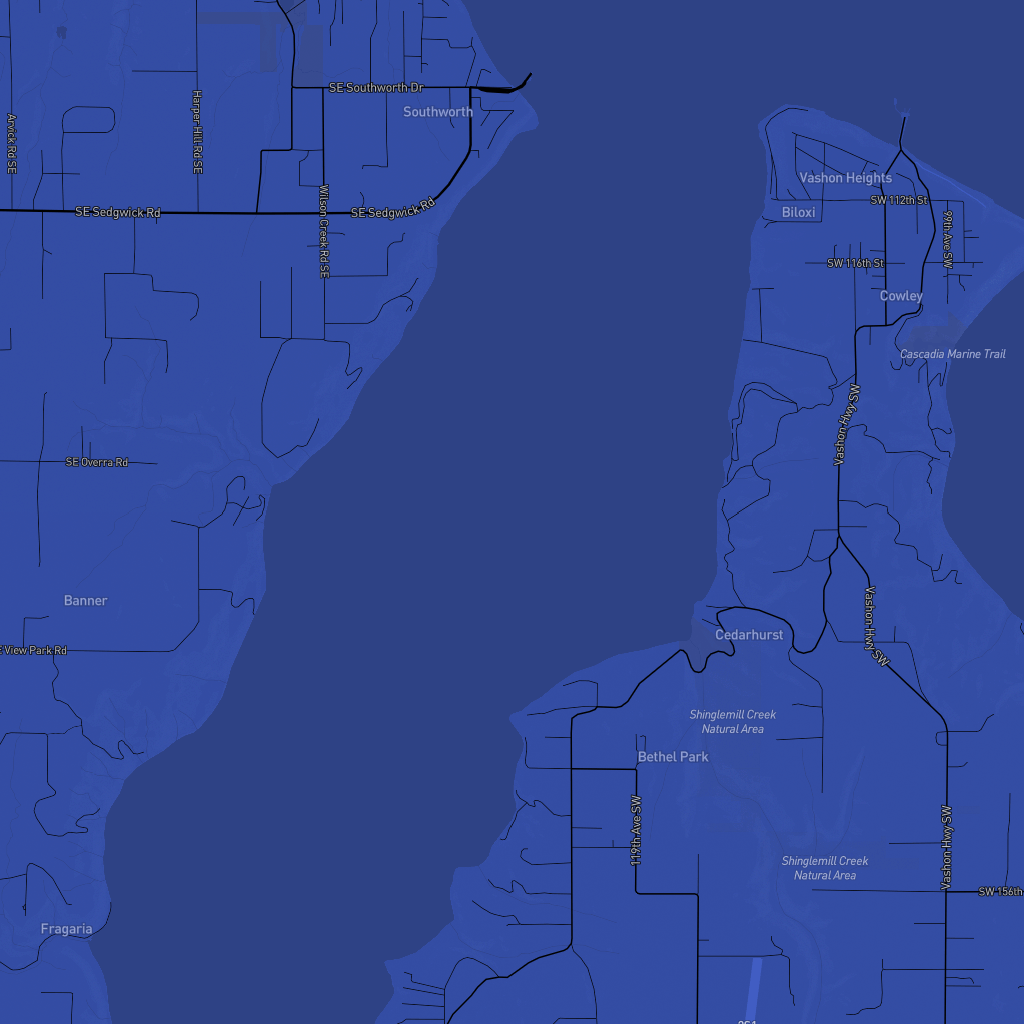 SE Southworth Dr
Southworth
Harper Hill Rd SE
Arvick Rd SE
Vashon Heights
SW 112th St
SE Sedgwick Rd
SE Sedgwick Rd
Biloxi
Wilson Creek Rd SE
99th Ave SW
SW 116th St
Cowley
Cascadia Marine Trail
Vashon Hwy SW
SE Overra Rd
Banner
Vashon Hwy SW
Cedarhurst
View Park Rd
Shinglemill Creek
Natural Area
Bethel Park
119th Ave SW
Vashon Hwy SW
Shinglemill Creek
Natural Area
SW 156th
Fragaria